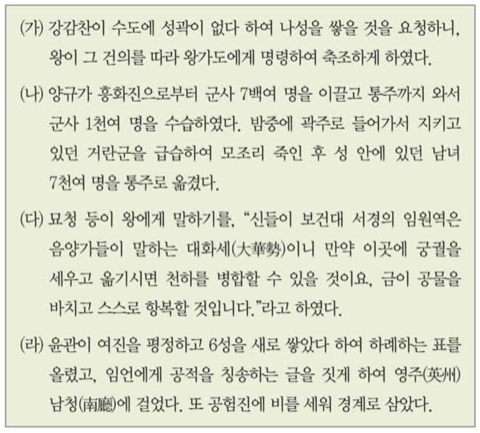 (가) 강감찬이 수도에 성곽이 없다 하여 나성을 쌓을 것을 요청하니,
왕이 그 건의를 따라 왕가도에게 명령하여 축조하게 하였다.
(나) 양규가 흥화진으로부터 군사 7백여 명을 이끌고 통주까지 와서
군사 1천여 명을 수습하였다. 밤중에 곽주로 들어가서 지키고
있던 거란군을 급습하여 모조리 죽인 후 성 안에 있던 남녀
7천여 명을 통주로 옮겼다.
(다) 묘청 등이 왕에게 말하기를, “신들이 보건대 서경의 임원역은
음양가들이 말하는 대화세(大華勢)이니 만약 이곳에 궁궐을
세우고 옮기시면 천하를 병합할 수 있을 것이요, 금이 공물을
바치고 스스로 항복할 것입니다.”라고 하였다.
(라) 윤관이 여진을 평정하고 6성을 새로 쌓았다 하여 하례하는 표를
올렸고, 임언에게 공적을 칭송하는 글을 짓게 하여 영주(英州)
남청(南廳)에 걸었다. 또 공험진에 비를 세워 경계로 삼았다.